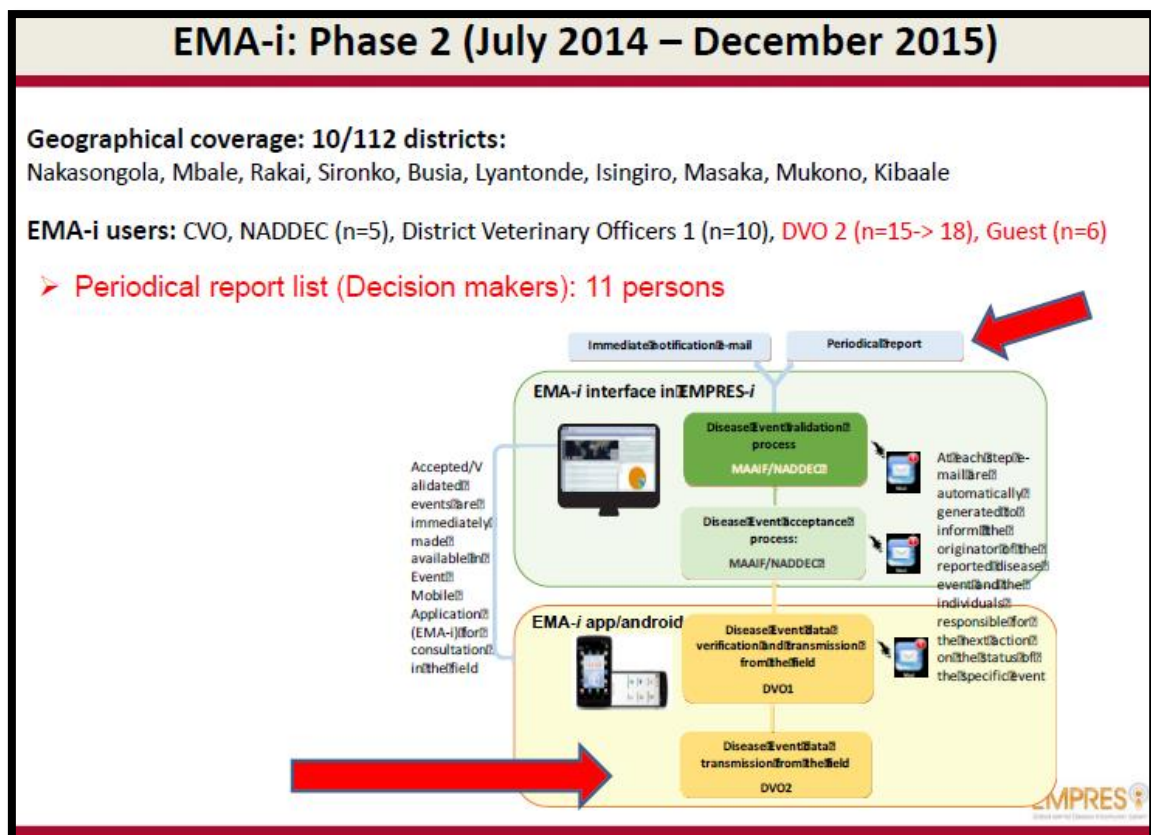 EMA-i: Phase 2 (July 2014 – December 2015)
Geographical coverage: 10/112 districts:
Nakasongola, Mbale, Rakai, Sironko, Busia, Lyantonde, Isingiro, Masaka, Mukono, Kibaale
EMA-i users: CVO, NADDEC (n=5), District Veterinary Officers 1 (n=10), DVO 2 (n=15-> 18), Guest (n=6)
➢ Periodical report list (Decision makers): 11 persons
Immediate⍰notification⍰e-mail
Periodical⍰report
EMA-i interface in⍰EMPRES-i
Disease⍰Event⍰validation⍰
process
MAAIF/NADDEC⍰
Disease⍰Event⍰acceptance⍰
process:
MAAIF/NADDEC⍰
Accepted/V
alidated⍰
events⍰are⍰
immediately⍰
made⍰
available⍰in⍰
Event⍰
Mobile⍰
Application⍰
(EMA-i)⍰for⍰
consultation⍰
in⍰the⍰field
At⍰each⍰step⍰e-
mail⍰are⍰
automatically⍰
generated⍰to⍰
inform⍰the⍰
originator⍰of⍰the⍰
reported⍰disease⍰
event⍰and⍰the⍰
individuals⍰
responsible⍰for⍰
the⍰next⍰action⍰
on⍰the⍰status⍰of⍰
the⍰specific⍰event
EMA-i app/android
Disease⍰Event⍰data⍰
verification⍰and⍰transmission⍰
from⍰the⍰field
DVO1
Disease⍰Event⍰data⍰
transmission⍰from⍰the⍰field
DVO2
EMPRES